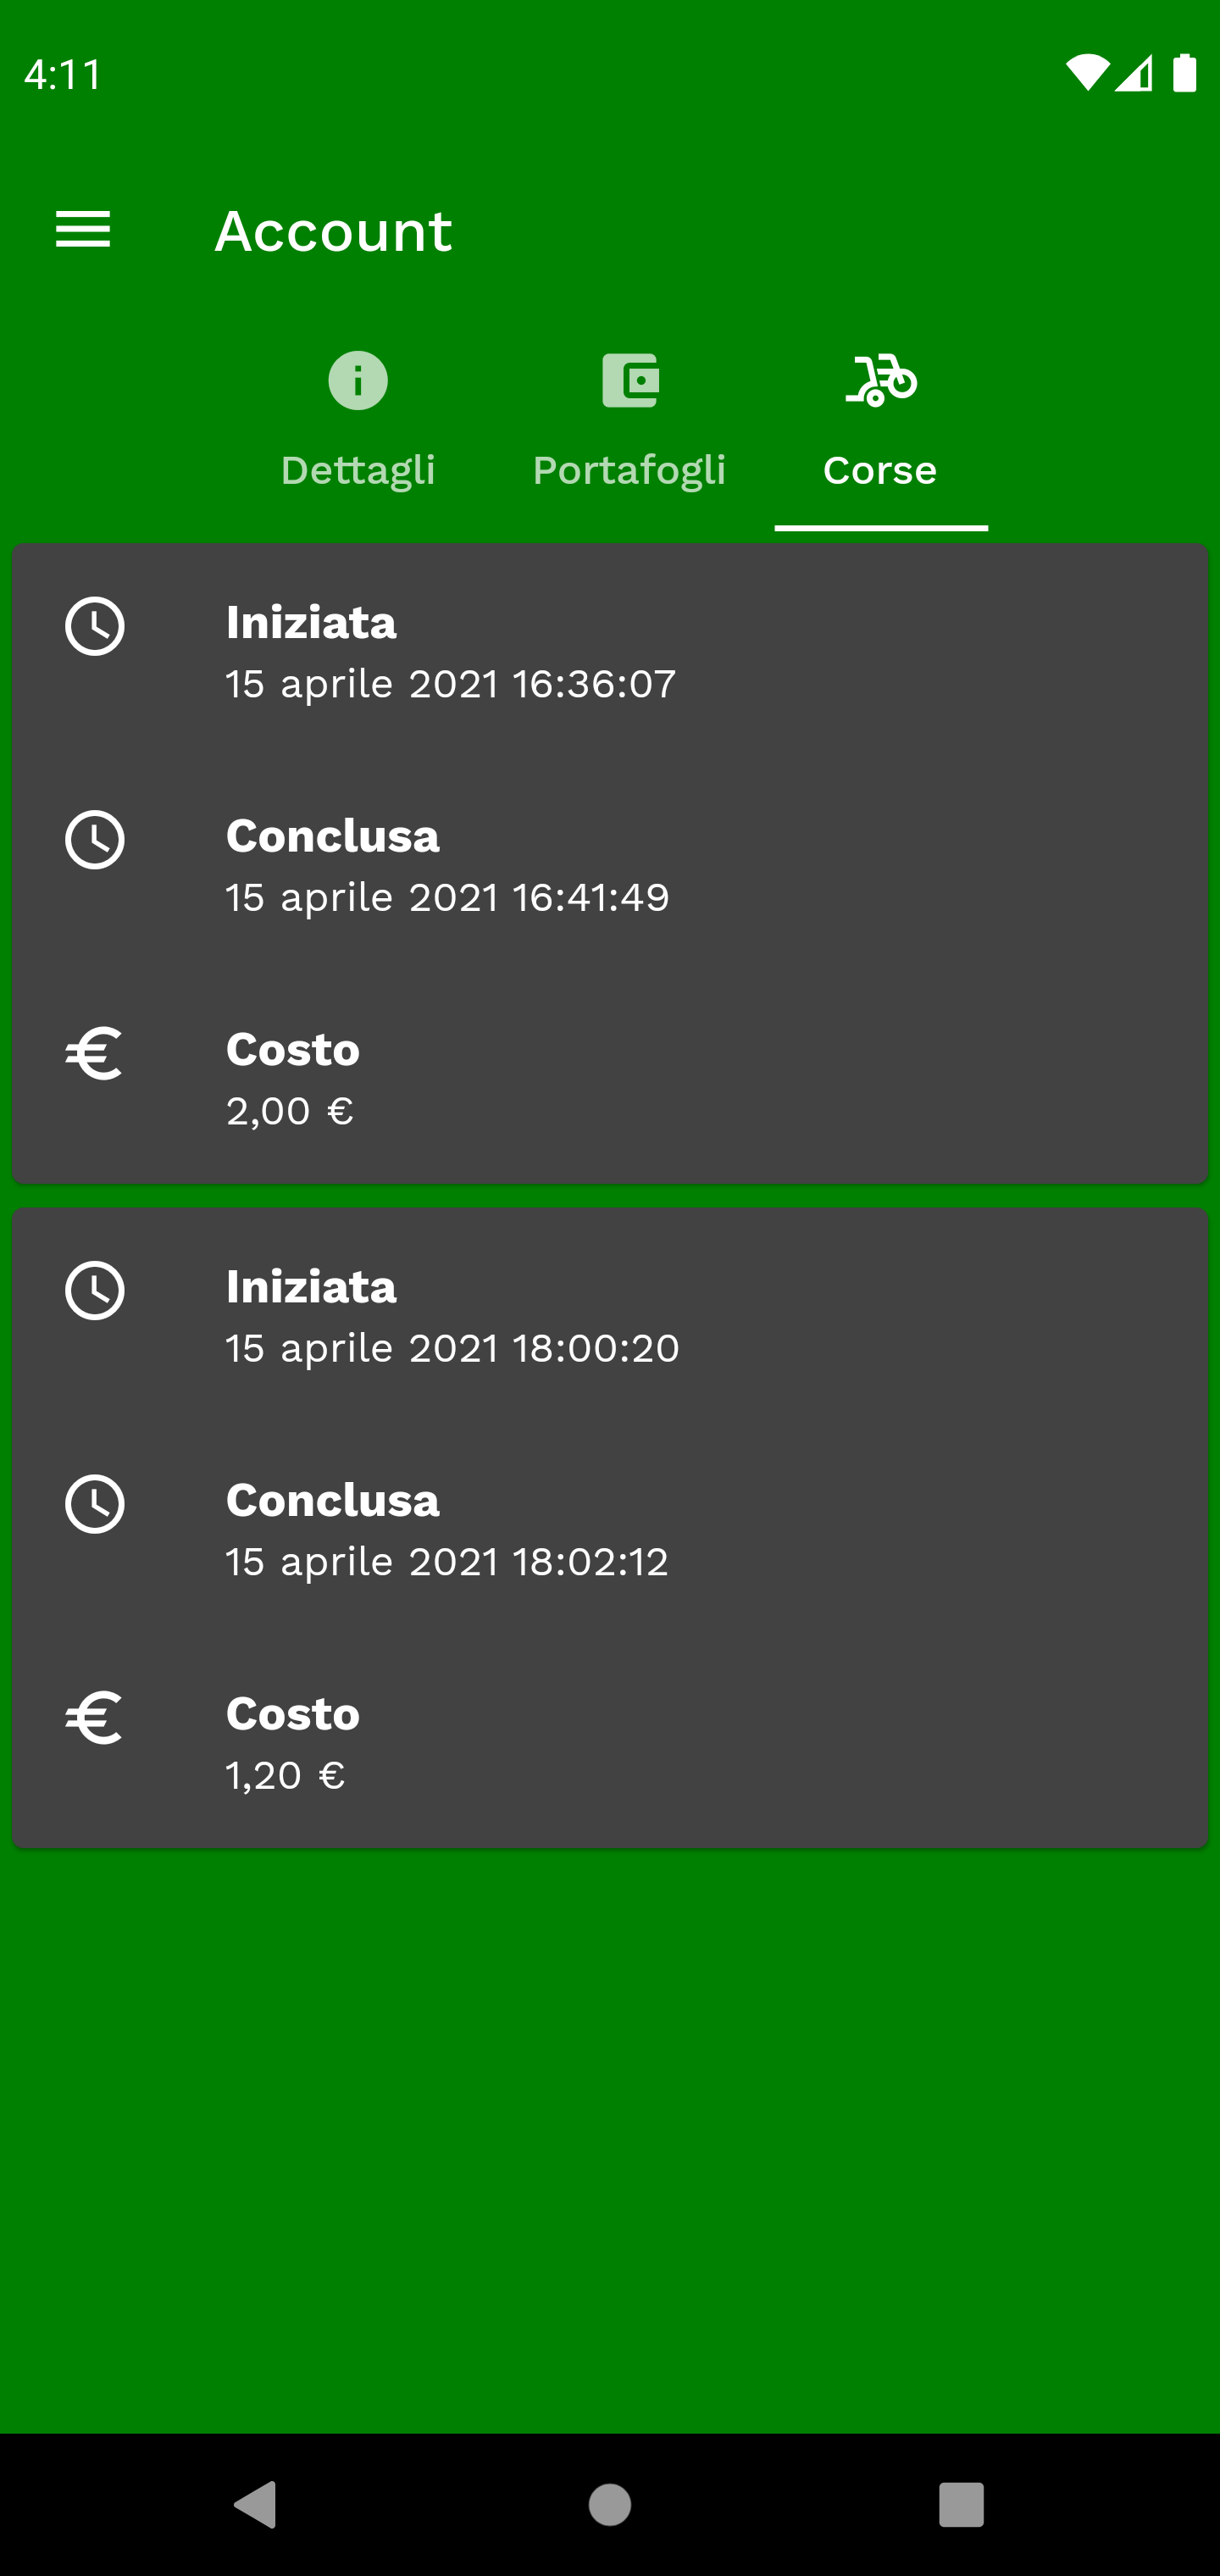 4:11
Account
Dettagli
Portafogli
Corse
Iniziata
15 aprile 2021 16:36:07
Conclusa
15 aprile 2021 16:41:49
Costo
2,00 €
Iniziata
15 aprile 2021 18:00:20
Conclusa
15 aprile 2021 18:02:12
Costo
1,20 €